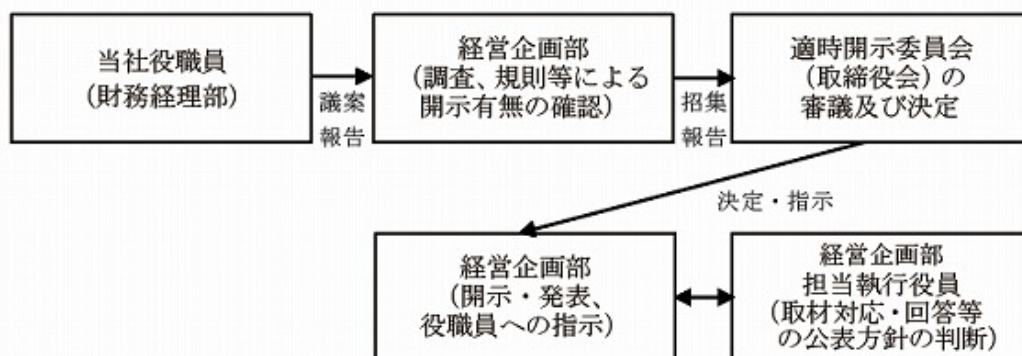 当社役職員
（財務経理部）
議案
報告
経営企画部
（調査、規則等による
開示有無の確認）
招集
報告
適時開示委員会
（取締役会）の
審議及び決定
決定・指示
経営企画部
（開示・発表、
役職員への指示）
経営企画部
担当執行役員
（取材対応・回答等
の公表方針の判断）